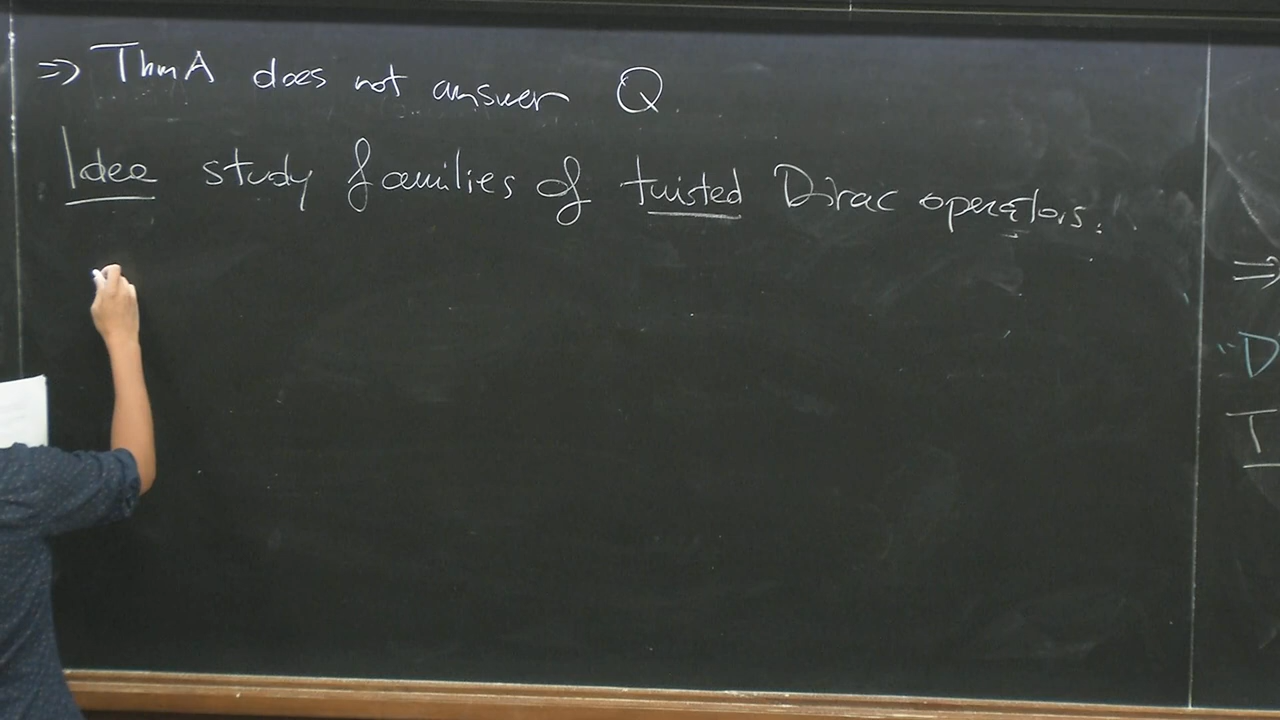 ⇒ Thm A does not answer Q
Idea study families of twisted Dirac operators.
⇒
"D
T